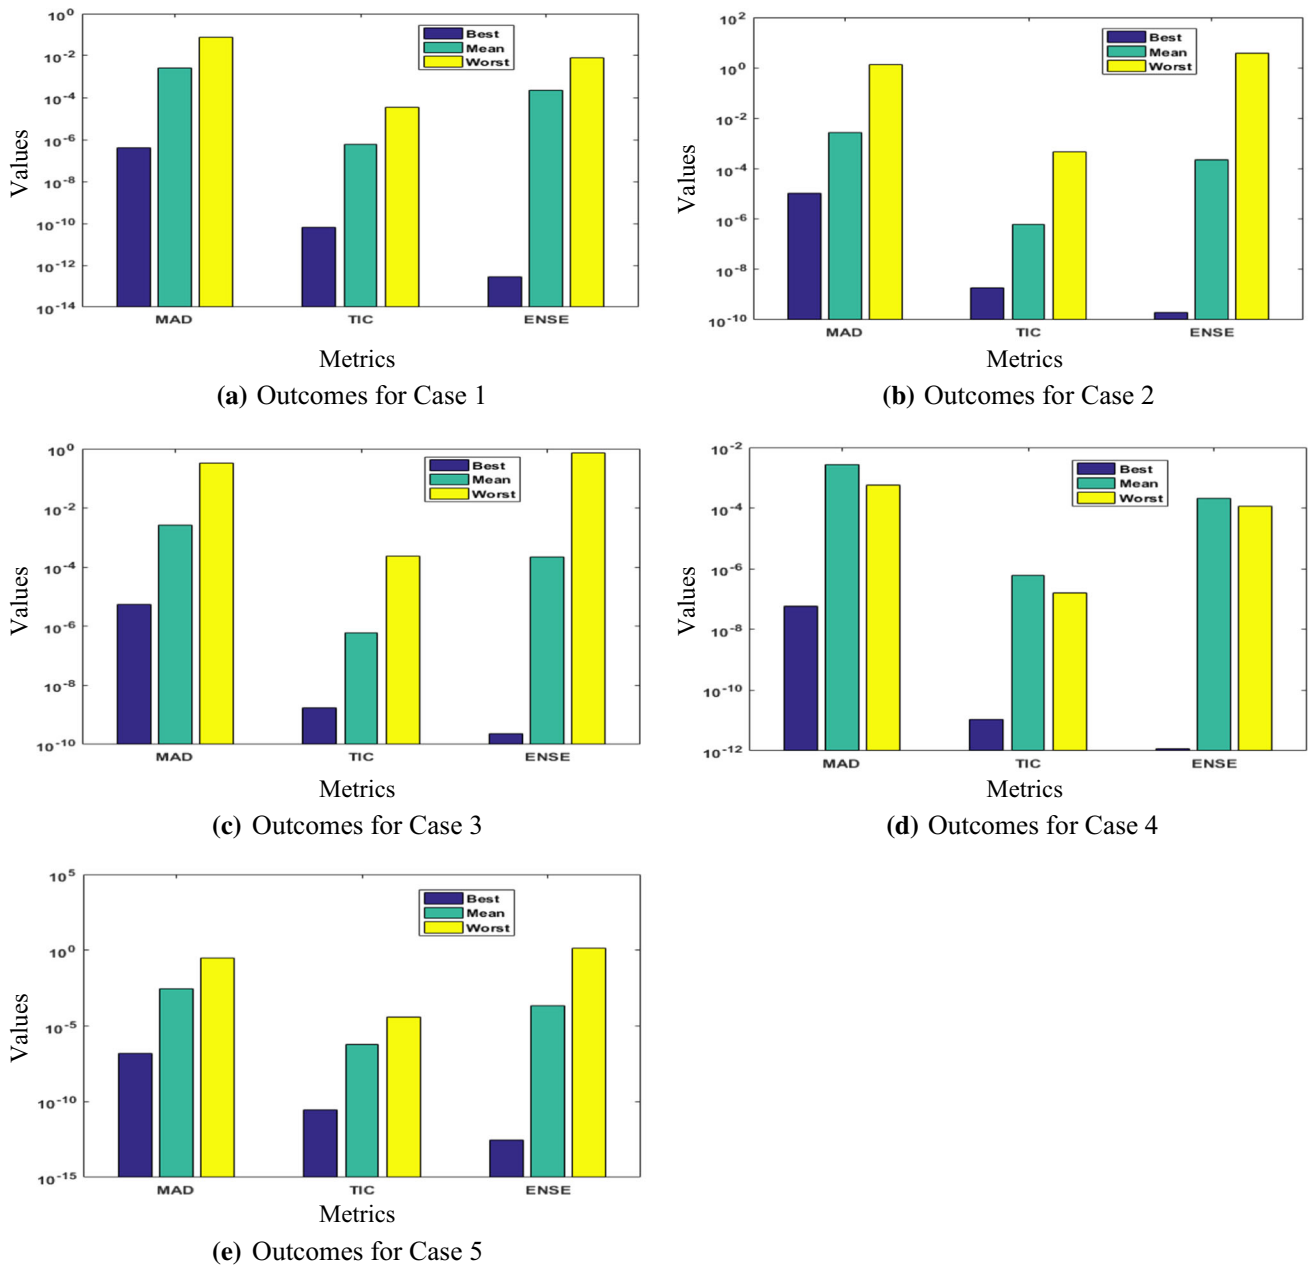 10^0
10^-2
10^-4
10^-6
10^-8
10^-10
10^-12
10^-14
Values
Best
Mean
Worst
MAD TIC ENSE
Metrics
(a) Outcomes for Case 1
10^2
10^0
10^-2
10^-4
10^-6
10^-8
10^-10
Values
Best
Mean
Worst
MAD TIC ENSE
Metrics
(b) Outcomes for Case 2
10^0
10^-2
10^-4
10^-6
10^-8
10^-10
Values
Best
Mean
Worst
MAD TIC ENSE
Metrics
(c) Outcomes for Case 3
10^-2
10^-4
10^-6
10^-8
10^-10
10^-12
Values
Best
Mean
Worst
MAD TIC ENSE
Metrics
(d) Outcomes for Case 4
10^5
10^0
10^-5
10^-10
10^-15
Values
Best
Mean
Worst
MAD TIC ENSE
Metrics
(e) Outcomes for Case 5